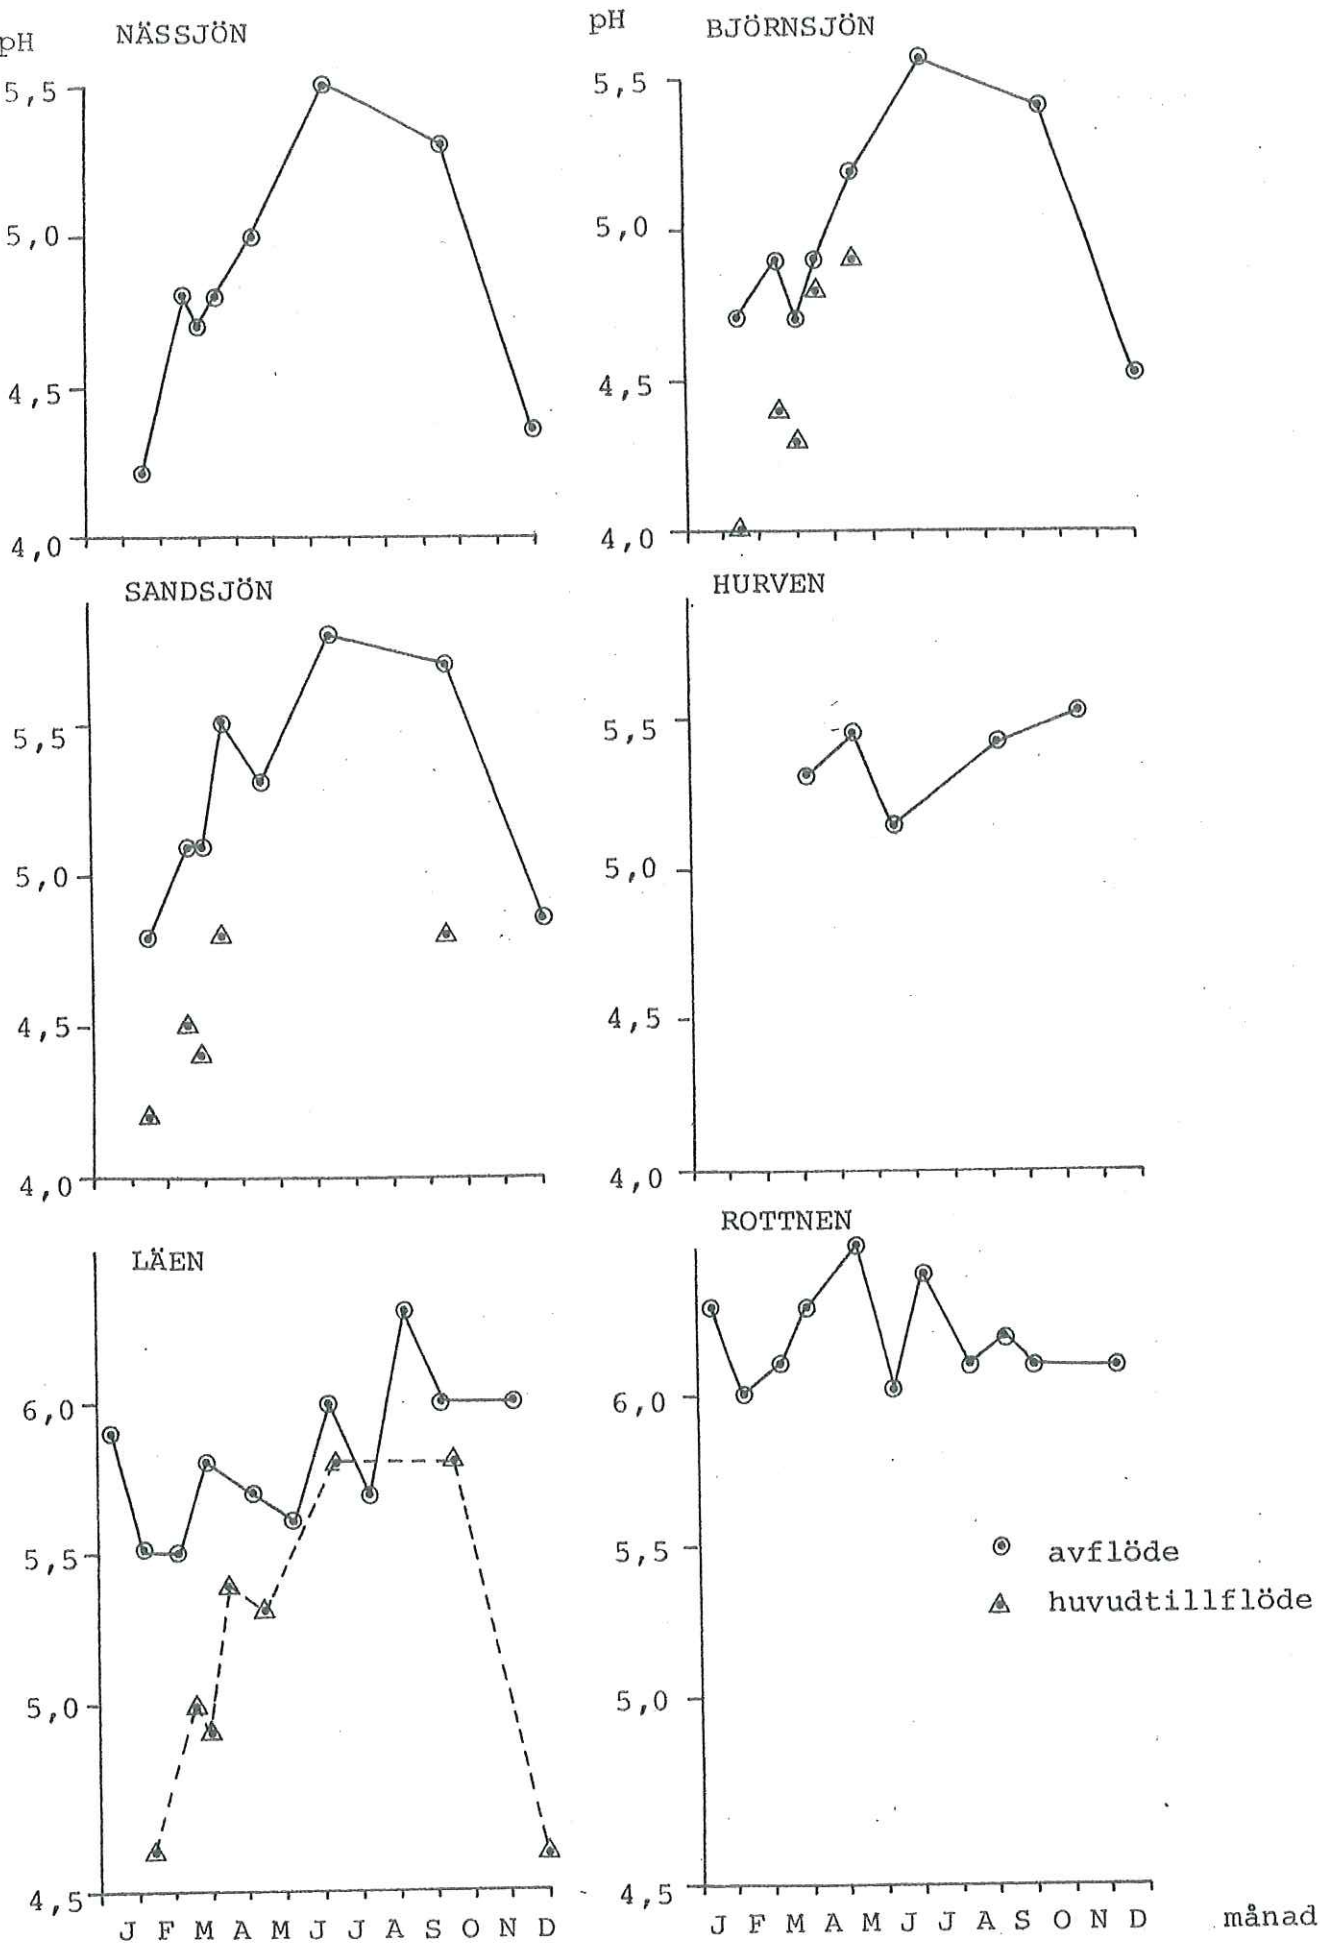 pH NÄSSJÖN
5,5
5,0
4,5
4,0
pH BJÖRNSJÖN
5,5
5,0
4,5
4,0
SANDSJÖN
5,5
5,0
4,5
4,0
HURVEN
5,5
5,0
4,5
4,0
LÄEN
6,0
5,5
5,0
4,5
J F M A M J J A S O N D
ROTTNEN
6,0
5,5
5,0
4,5
avflöde
huvudtillflöde
J F M A M J J A S O N D månad